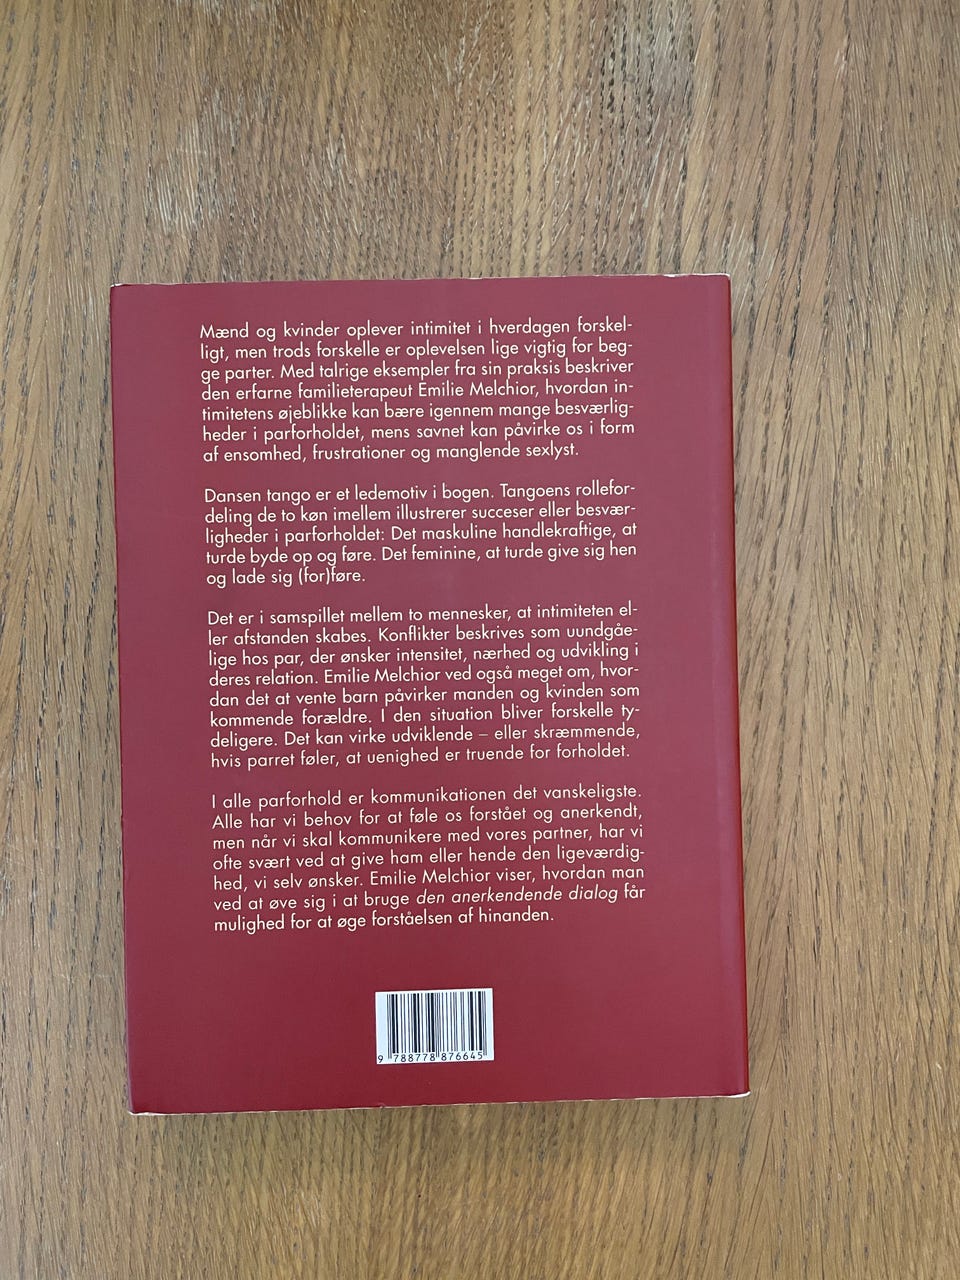 Mænd og kvinder oplever intimitet i hverdagen forskel-
ligt, men trods forskelle er oplevelsen lige vigtig for beg-
ge parter. Med talrige eksempler fra sin praksis beskriver
den erfarne familieterapeut Emilie Melchior, hvordan in-
timitetens øjeblikke kan bære igennem mange besværlig-
heder i parforholdet, mens savnet kan påvirke os i form
af ensomhed, frustrationer og manglende sexlyst.
Dansen tango er et ledemotiv i bogen. Tangoens rollefor-
deling de to køn imellem illustrerer succeser eller besvær-
ligheder i parforholdet: Det maskuline handlekraftige, at
turde byde op og føre. Det feminine, at turde give sig hen
og lade sig (for)føre.
Det er i samspillet mellem to mennesker, at intimiteten el-
ler afstanden skabes. Konflikter beskrives som uundgåe-
lige hos par, der ønsker intensitet, nærhed og udvikling i
deres relation. Emilie Melchior ved også meget om, hvor-
dan det at vente barn påvirker manden og kvinden som
kommende forældre. I den situation bliver forskelle ty-
deligere. Det kan virke udviklende – eller skræmmende,
hvis parret føler, at uenighed er truende for forholdet.
I alle parforhold er kommunikationen det vanskeligste.
Alle har vi behov for at føle os forstået og anerkendt,
men når vi skal kommunikere med vores partner, har vi
ofte svært ved at give ham eller hende den ligeværdig-
hed, vi selv ønsker. Emilie Melchior viser, hvordan man
ved at øve sig i at bruge den anerkendende dialog får
mulighed for at øge forståelsen af hinanden.
9 788778 876645